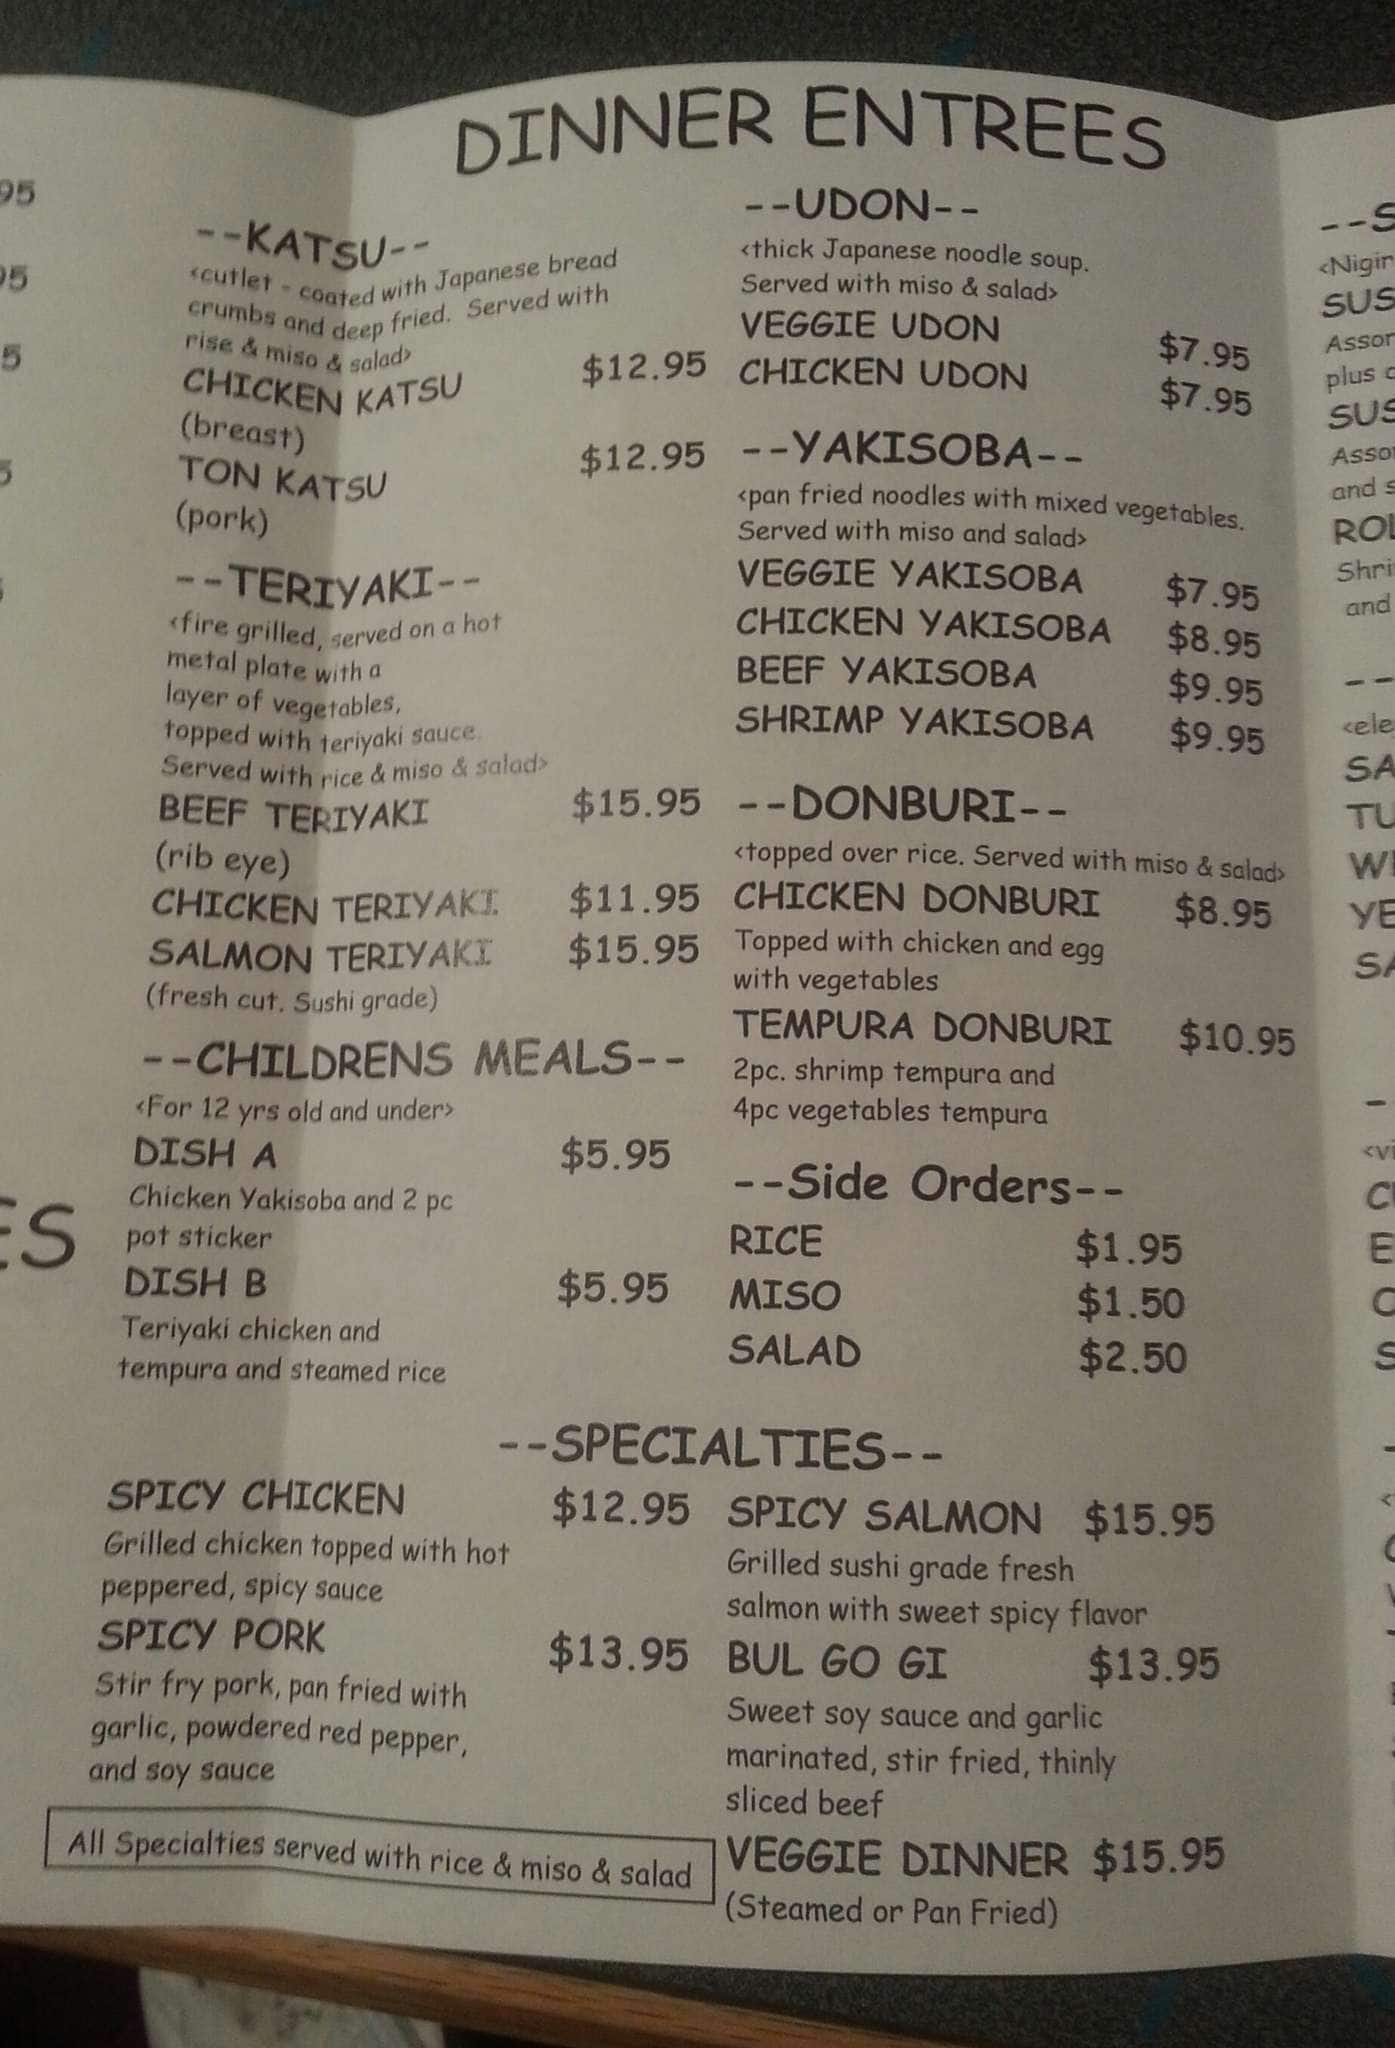 DINNER ENTREES
--KATSU--
<cutlet - coated with Japanese bread
crumbs and deep fried. Served with
rise & miso & salad>
CHICKEN KATSU $12.95
(breast)
TON KATSU $12.95
(pork)
--TERIYAKI--
<fire grilled, served on a hot
metal plate with a
layer of vegetables,
topped with teriyaki sauce.
Served with rice & miso & salad>
BEEF TERIYAKI $15.95
(rib eye)
CHICKEN TERIYAKI $11.95
SALMON TERIYAKI $15.95
(fresh cut. Sushi grade)
--CHILDRENS MEALS--
<For 12 yrs old and under>
DISH A $5.95
Chicken Yakisoba and 2 pc
pot sticker
DISH B $5.95
Teriyaki chicken and
tempura and steamed rice
--UDON--
<thick Japanese noodle soup.
Served with miso & salad>
VEGGIE UDON $7.95
CHICKEN UDON $7.95
--YAKISOBA--
<pan fried noodles with mixed vegetables.
Served with miso and salad>
VEGGIE YAKISOBA $7.95
CHICKEN YAKISOBA $8.95
BEEF YAKISOBA $9.95
SHRIMP YAKISOBA $9.95
--DONBURI--
<topped over rice. Served with miso & salad>
CHICKEN DONBURI $8.95
Topped with chicken and egg
with vegetables
TEMPURA DONBURI $10.95
2pc. shrimp tempura and
4pc vegetables tempura
--Side Orders--
RICE $1.95
MISO $1.50
SALAD $2.50
--SPECIALTIES--
SPICY CHICKEN $12.95
Grilled chicken topped with hot
peppered, spicy sauce
SPICY PORK $13.95
Stir fry pork, pan fried with
garlic, powdered red pepper,
and soy sauce
All Specialties served with rice & miso & salad
SPICY SALMON $15.95
Grilled sushi grade fresh
salmon with sweet spicy flavor
BUL GO GI $13.95
Sweet soy sauce and garlic
marinated, stir fried, thinly
sliced beef
VEGGIE DINNER $15.95
(Steamed or Pan Fried)